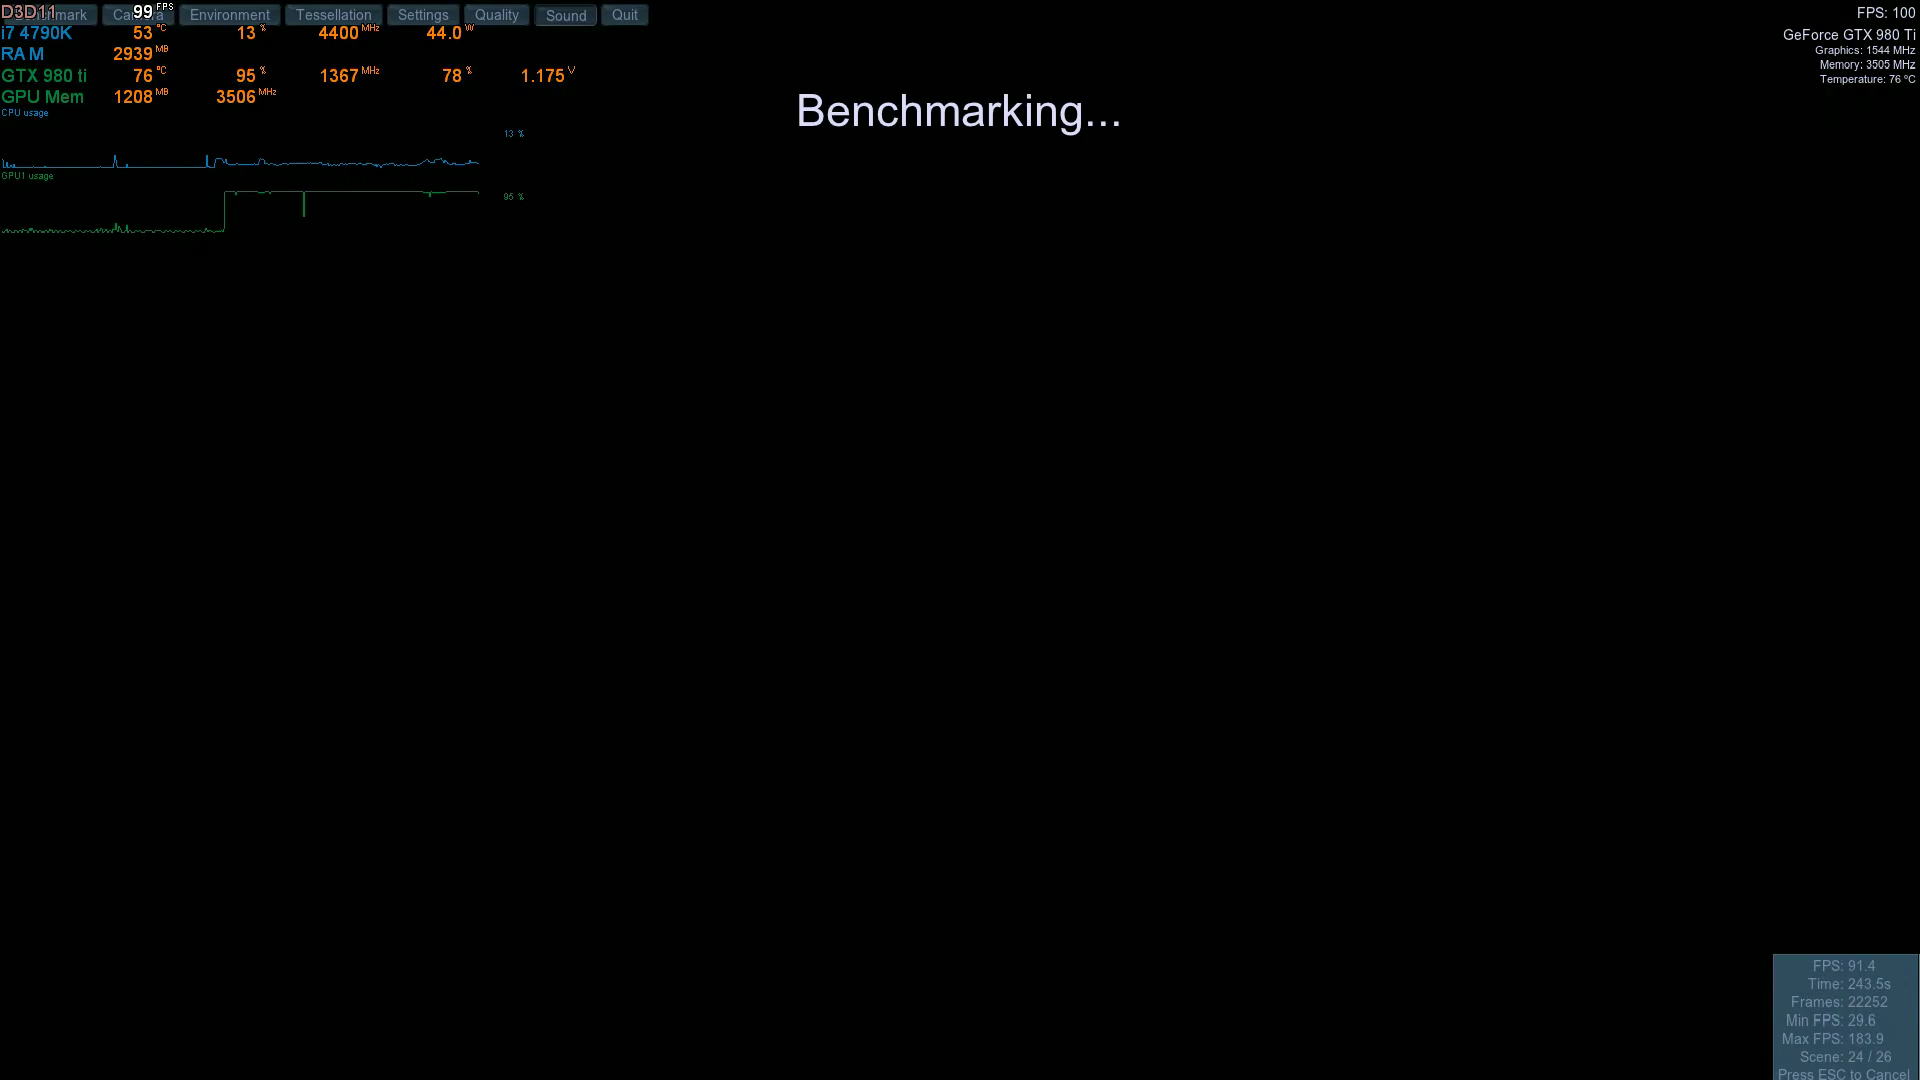 D3D11 mark 99 FPS Environment Tessellation Settings Quality Sound Quit
i7 4790K 53 °C 13 % 4400 MHz 44.0 W
RAM 2939 MB
GTX 980 ti 76 °C 95 % 1367 MHz 78 % 1.175 V
GPU Mem 1208 MB 3506 MHz
CPU usage
13 %
GPU1 usage
95 %
Benchmarking...
FPS: 100
GeForce GTX 980 Ti
Graphics: 1544 MHz
Memory: 3505 MHz
Temperature: 76 °C
FPS: 91.4
Time: 243.5s
Frames: 22252
Min FPS: 29.6
Max FPS: 183.9
Scene: 24 / 26
Press ESC to Cancel